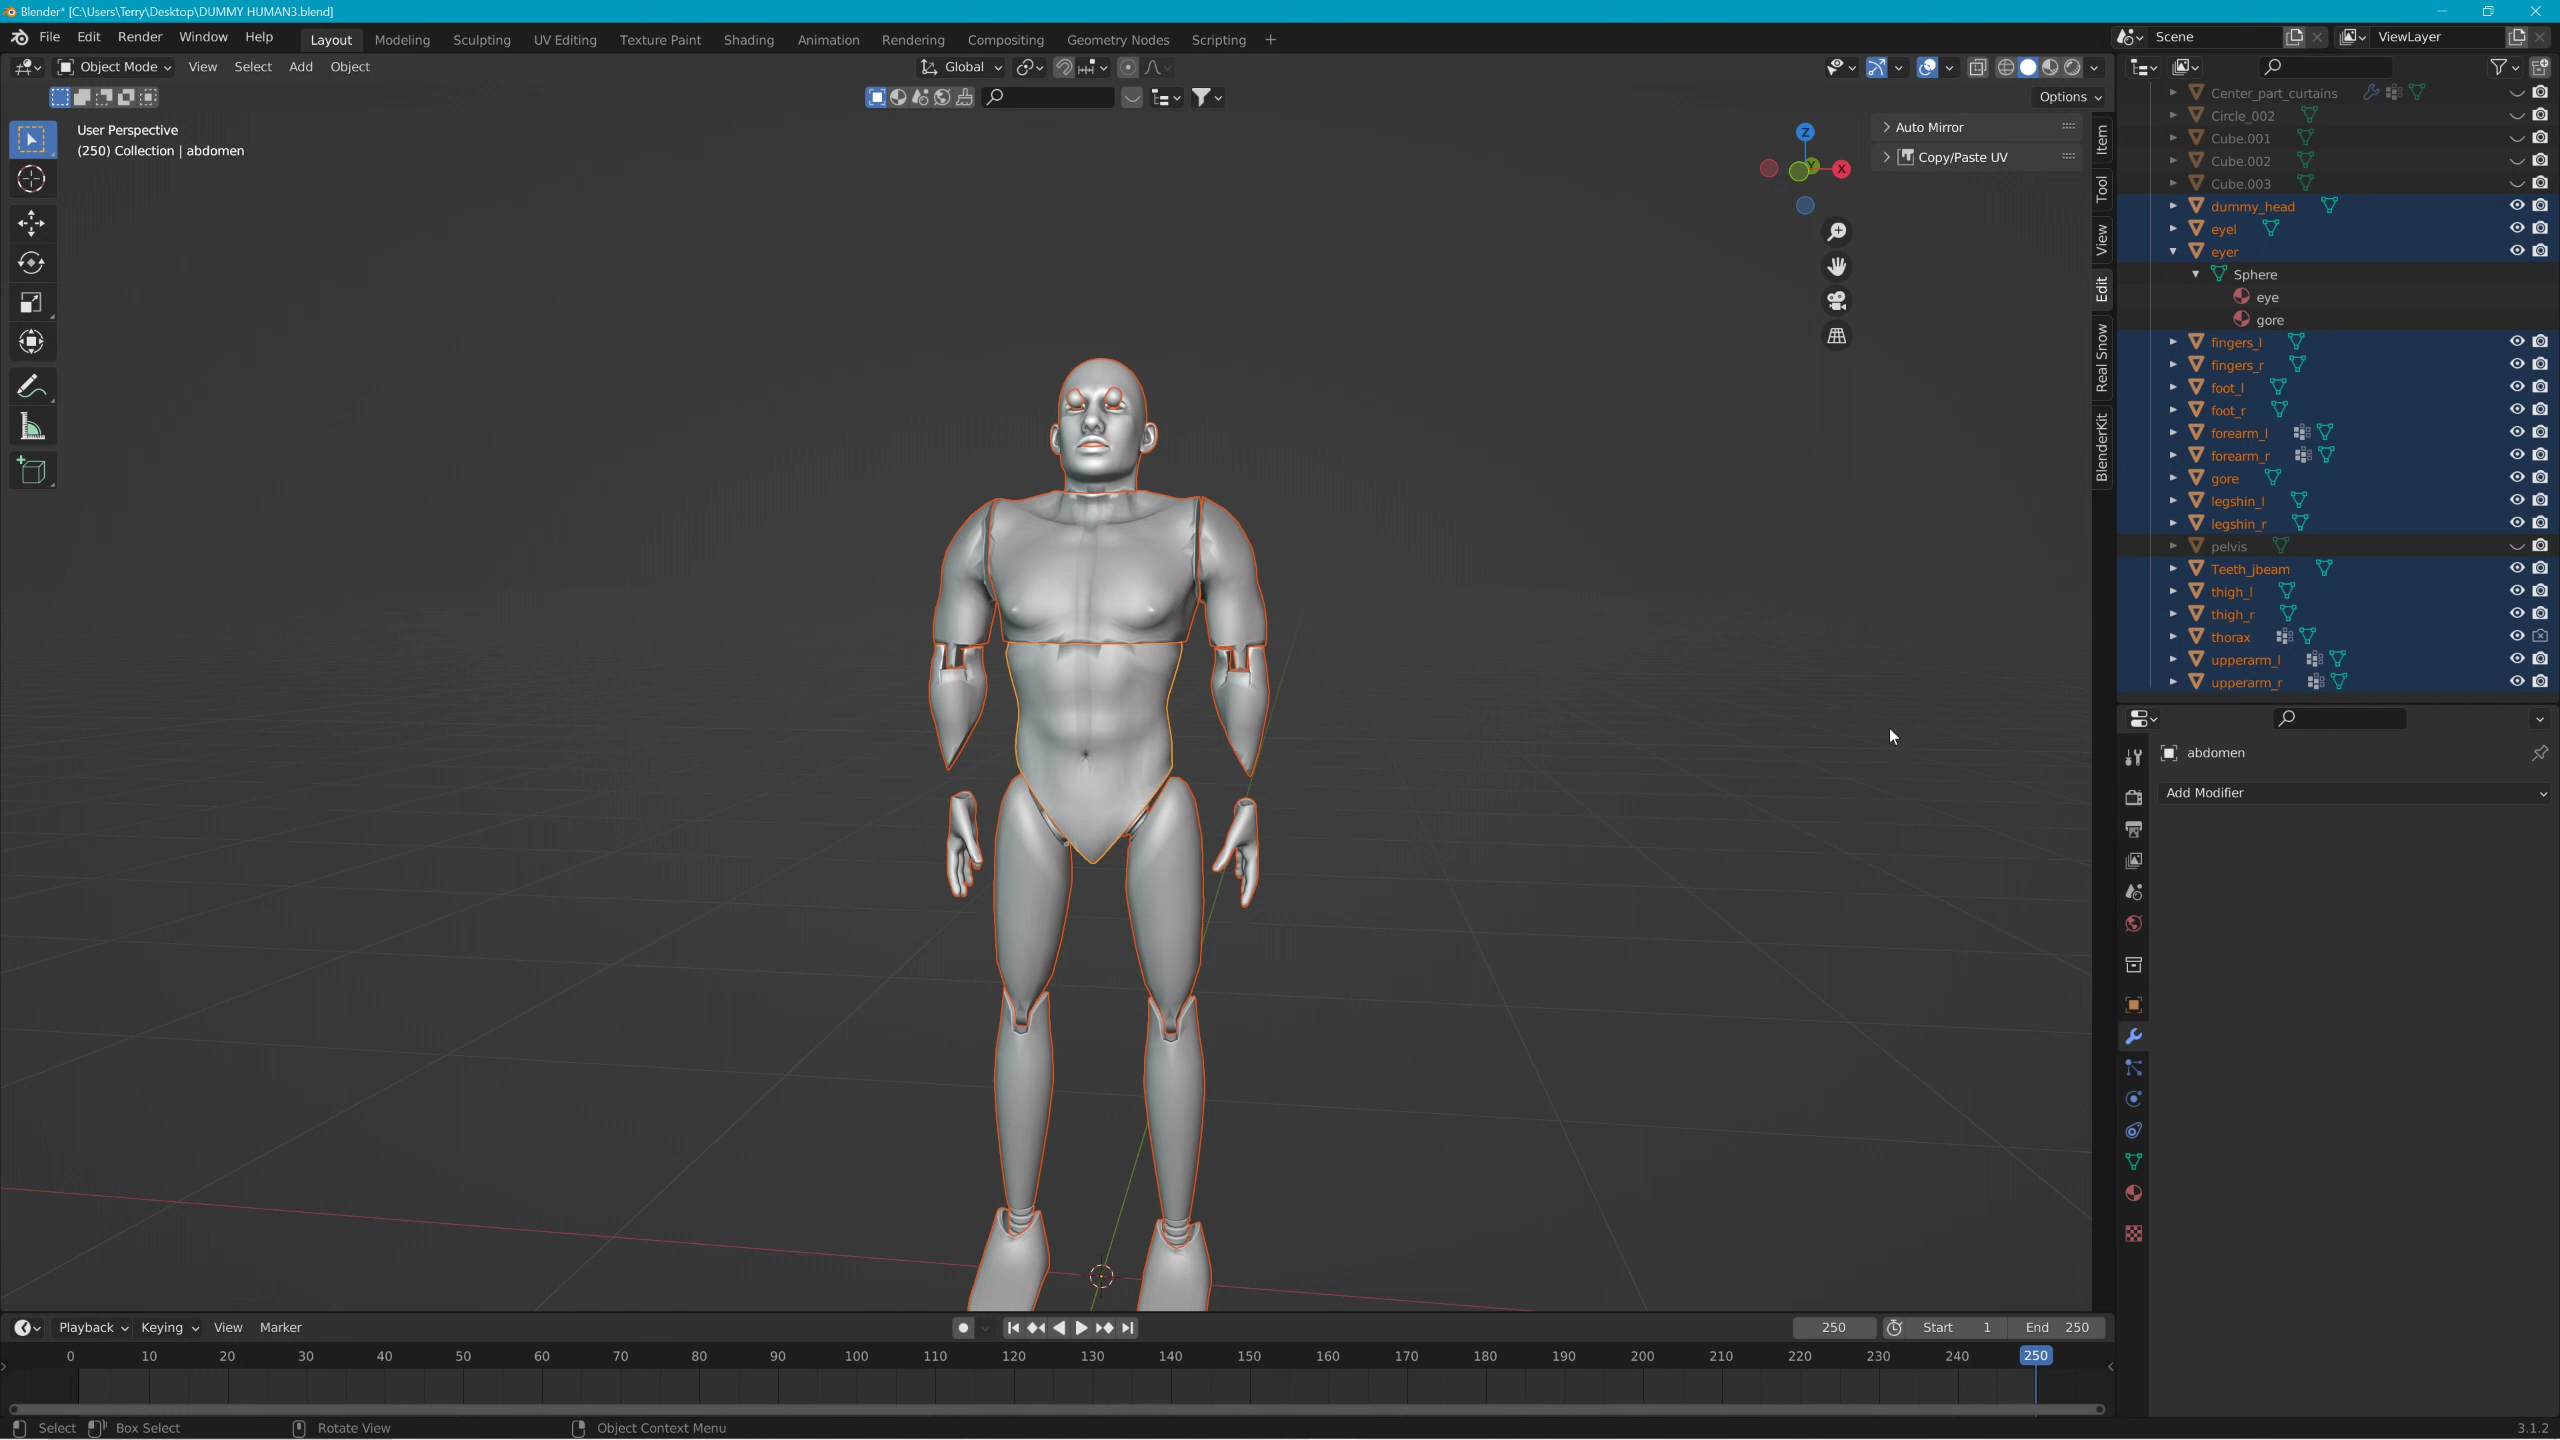 Blender* [C:\Users\Terry\Desktop\DUMMY HUMAN3.blend]
File Edit Render Window Help Layout Modeling Sculpting UV Editing Texture Paint Shading Animation Rendering Compositing Geometry Nodes Scripting + Scene ViewLayer
Object Mode View Select Add Object Global
Options
User Perspective
(250) Collection | abdomen
Z
Y
X
Auto Mirror
Copy/Paste UV
Item
Tool
View
Edit
Real Snow
BlenderKit
Center_part_curtains
Circle_002
Cube.001
Cube.002
Cube.003
dummy_head
eyel
eyer
Sphere
eye
gore
fingers_l
fingers_r
foot_l
foot_r
forearm_l
forearm_r
gore
legshin_l
legshin_r
pelvis
Teeth_jbeam
thigh_l
thigh_r
thorax
upperarm_l
upperarm_r
abdomen
Add Modifier
Playback Keying View Marker 250 Start 1 End 250
0 10 20 30 40 50 60 70 80 90 100 110 120 130 140 150 160 170 180 190 200 210 220 230 240 250
Select Box Select Rotate View Object Context Menu 3.1.2